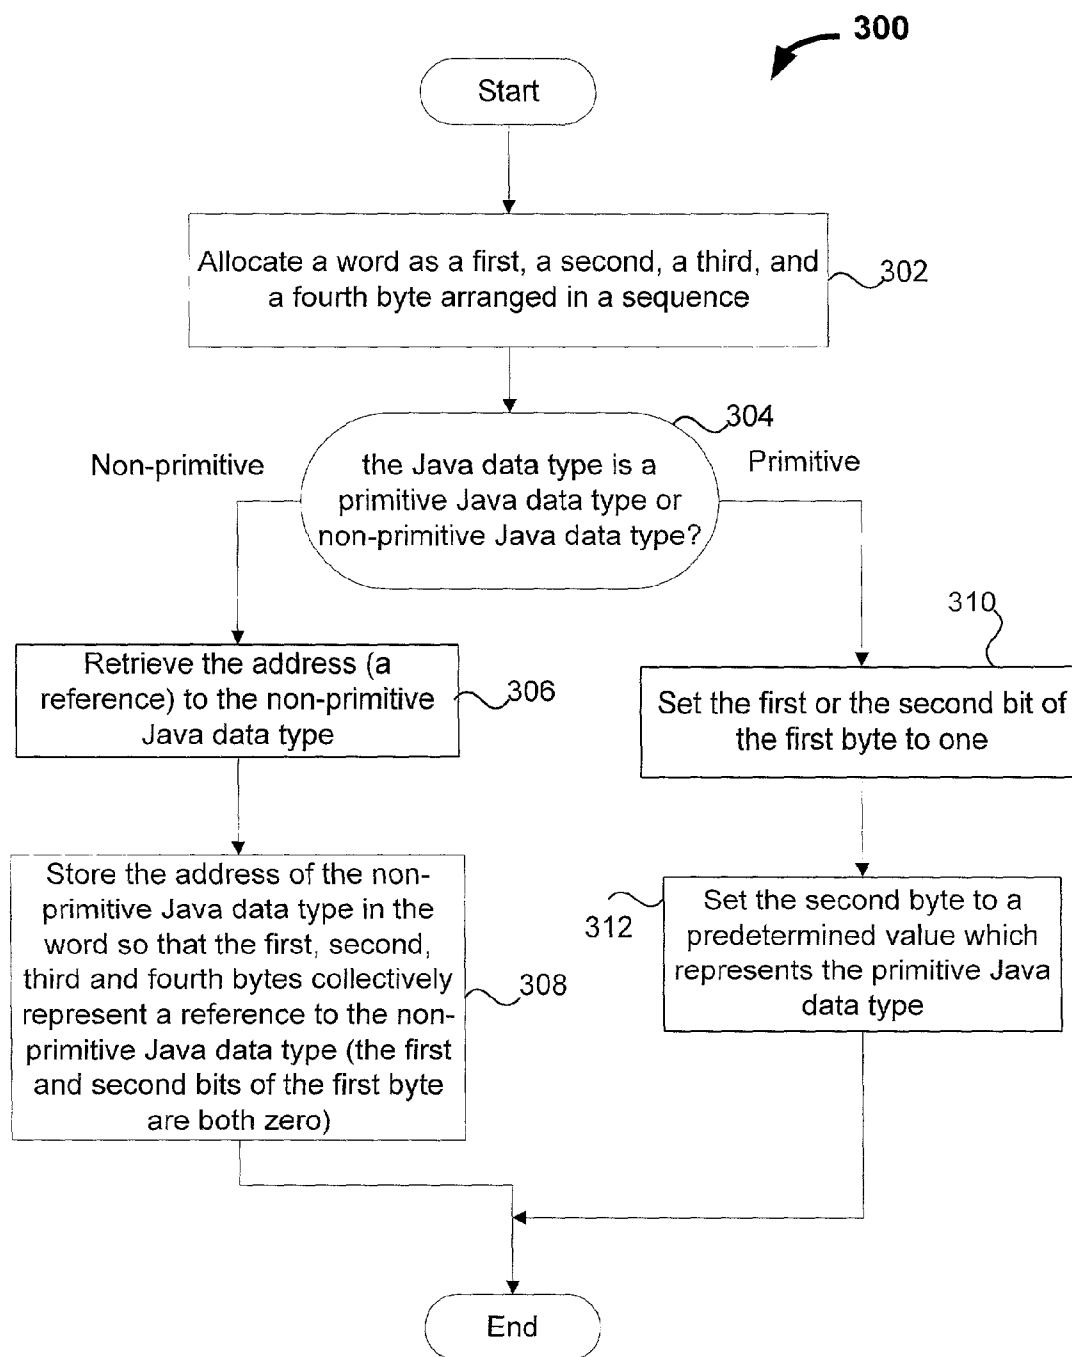 300
Start
Allocate a word as a first, a second, a third, and
a fourth byte arranged in a sequence
302
304
Non-primitive
the Java data type is a
primitive Java data type or
non-primitive Java data type?
Primitive
310
Retrieve the address (a
reference) to the non-primitive
Java data type
306
Set the first or the second bit of
the first byte to one
Store the address of the non-
primitive Java data type in the
word so that the first, second,
third and fourth bytes collectively
represent a reference to the non-
primitive Java data type (the first
and second bits of the first byte
are both zero)
308
312
Set the second byte to a
predetermined value which
represents the primitive Java
data type
End